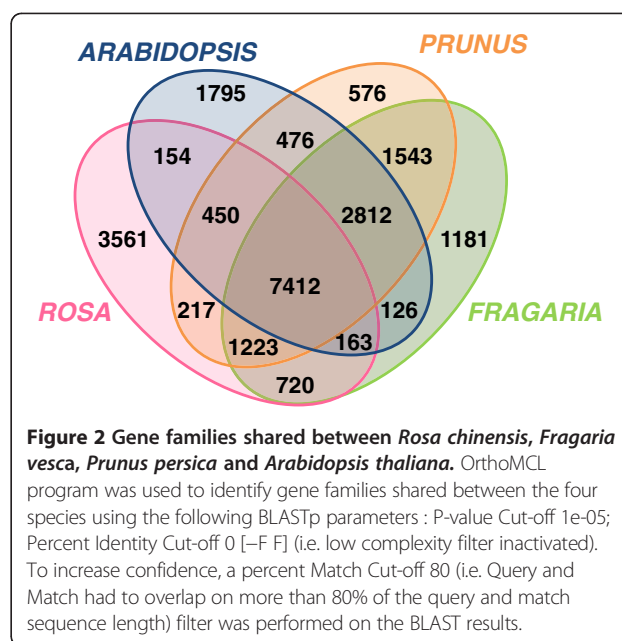 ARABIDOPSIS
PRUNUS
1795
576
154
476
1543
3561
450
2812
1181
7412
ROSA
217
126
FRAGARIA
1223
163
720
Figure 2 Gene families shared between Rosa chinensis, Fragaria
vesca, Prunus persica and Arabidopsis thaliana. OrthoMCL
program was used to identify gene families shared between the four
species using the following BLASTp parameters : P-value Cut-off 1e-05;
Percent Identity Cut-off 0 [−F F] (i.e. low complexity filter inactivated).
To increase confidence, a percent Match Cut-off 80 (i.e. Query and
Match had to overlap on more than 80% of the query and match
sequence length) filter was performed on the BLAST results.